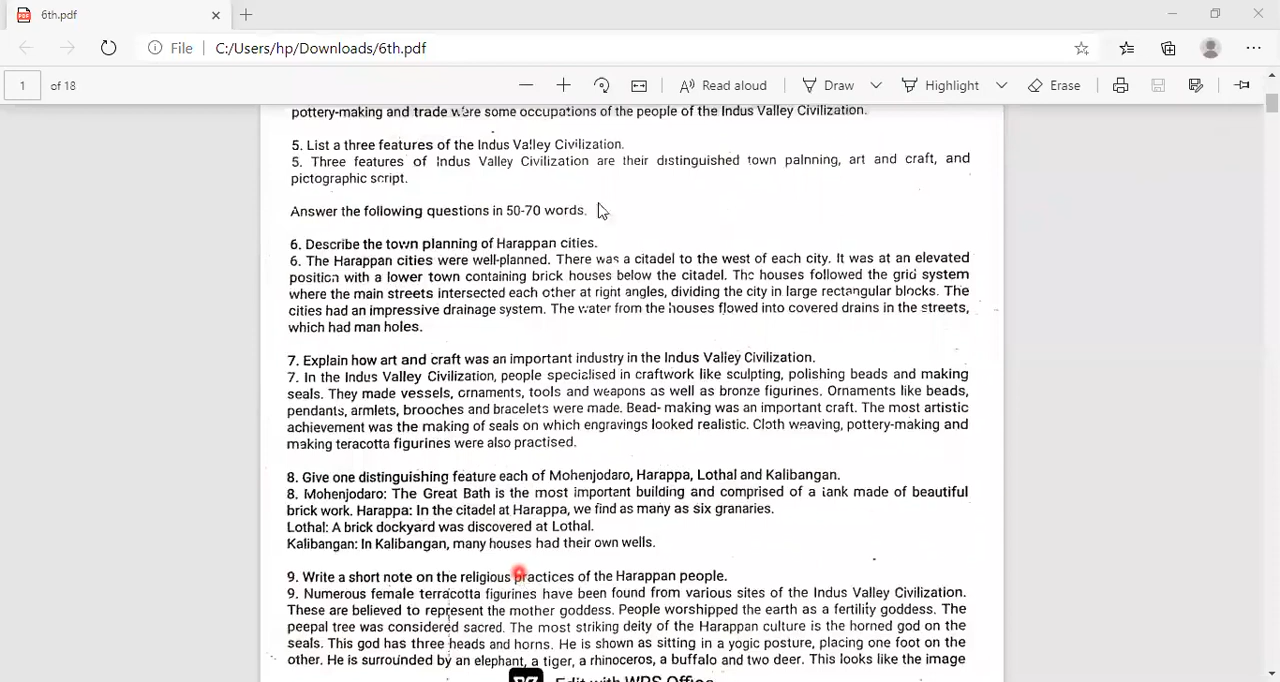 6th.pdf
File
C:/Users/hp/Downloads/6th.pdf
1 of 18
Read aloud
Draw
Highlight
Erase
pottery-making and trade were some occupations of the people of the Indus Valley Civilization.
5. List a three features of the Indus Valley Civilization.
5. Three features of Indus Valley Civilization are their distinguished town palnning, art and craft, and
pictographic script.
Answer the following questions in 50-70 words.
6. Describe the town planning of Harappan cities.
6. The Harappan cities were well-planned. There was a citadel to the west of each city. It was at an elevated
position with a lower town containing brick houses below the citadel. The houses followed the grid system
where the main streets intersected each other at right angles, dividing the city in large rectangular blocks. The
cities had an impressive drainage system. The water from the houses flowed into covered drains in the streets,
which had man holes.
7. Explain how art and craft was an important industry in the Indus Valley Civilization.
7. In the Indus Valley Civilization, people specialised in craftwork like sculpting, polishing beads and making
seals. They made vessels, ornaments, tools and weapons as well as bronze figurines. Ornaments like beads,
pendants, armlets, brooches and bracelets were made. Bead- making was an important craft. The most artistic
achievement was the making of seals on which engravings looked realistic. Cloth weaving, pottery-making and
making teracotta figurines were also practised.
8. Give one distinguishing feature each of Mohenjodaro, Harappa, Lothal and Kalibangan.
8. Mohenjodaro: The Great Bath is the most important building and comprised of a tank made of beautiful
brick work. Harappa: In the citadel at Harappa, we find as many as six granaries.
Lothal: A brick dockyard was discovered at Lothal.
Kalibangan: In Kalibangan, many houses had their own wells.
9. Write a short note on the religious practices of the Harappan people.
9. Numerous female terracotta figurines have been found from various sites of the Indus Valley Civilization.
These are believed to represent the mother goddess. People worshipped the earth as a fertility goddess. The
peepal tree was considered sacred. The most striking deity of the Harappan culture is the horned god on the
seals. This god has three heads and horns. He is shown as sitting in a yogic posture, placing one foot on the
other. He is surrounded by an elephant, a tiger, a rhinoceros, a buffalo and two deer. This looks like the image
Edit with WPS Office